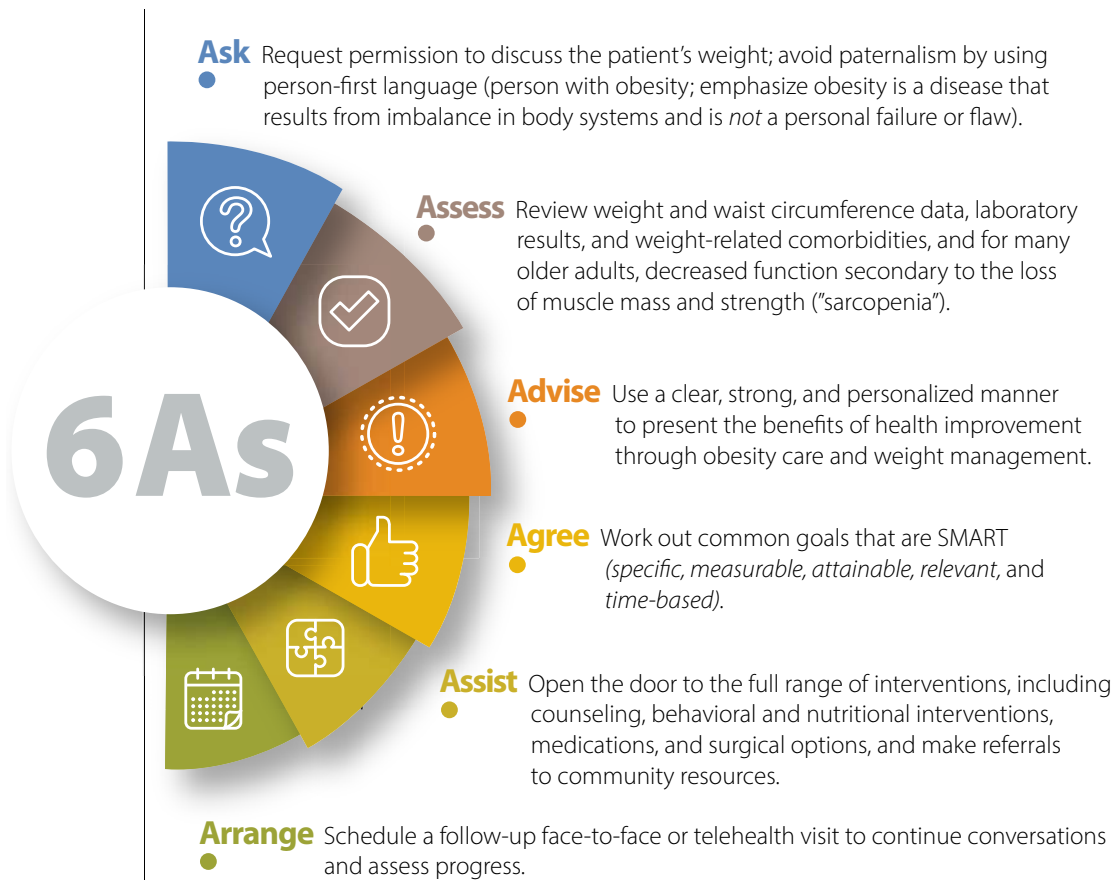 Ask Request permission to discuss the patient’s weight; avoid paternalism by using
person-first language (person with obesity; emphasize obesity is a disease that
results from imbalance in body systems and is not a personal failure or flaw).
Assess Review weight and waist circumference data, laboratory
results, and weight-related comorbidities, and for many
older adults, decreased function secondary to the loss
of muscle mass and strength (”sarcopenia”).
6As
Advise Use a clear, strong, and personalized manner
to present the benefits of health improvement
through obesity care and weight management.
Agree Work out common goals that are SMART
(specific, measurable, attainable, relevant, and
time-based).
Assist Open the door to the full range of interventions, including
counseling, behavioral and nutritional interventions,
medications, and surgical options, and make referrals
to community resources.
Arrange Schedule a follow-up face-to-face or telehealth visit to continue conversations
and assess progress.